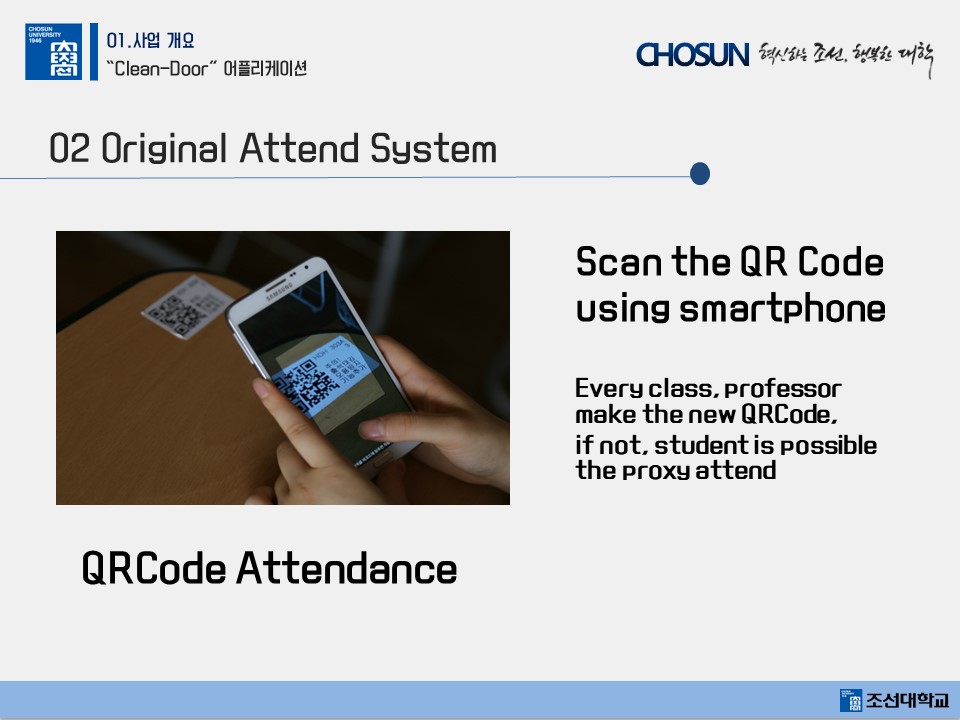 CHOSUN
UNIVERSITY
1946
01.사업 개요
“Clean-Door” 어플리케이션
CHOSUN 혁신하는 조선, 행복한 대학
02 Original Attend System
Scan the QR Code
using smartphone
SAMSUNG
Every class, professor
make the new QRCode,
if not, student is possible
the proxy attend
QRCode Attendance
조선대학교